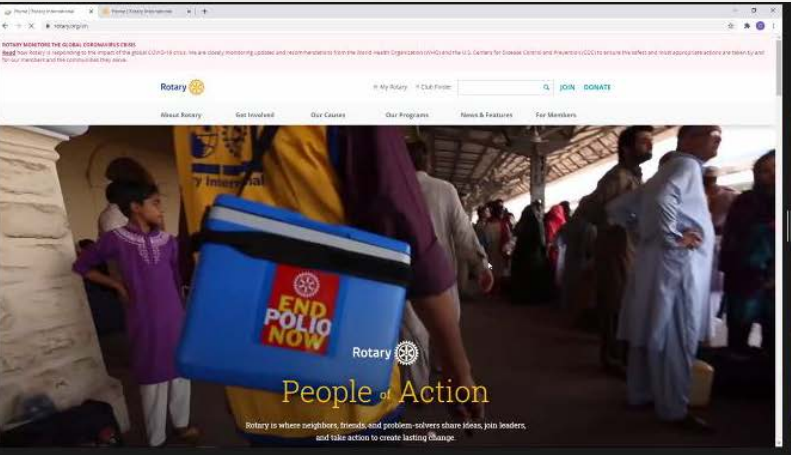 Home | Rotary International
Home | Rotary International
rotary.org/en
ROTARY MONITORS THE GLOBAL CORONAVIRUS CRISIS
Read how Rotary is responding to the impact of the global COVID-19 crisis. We are closely monitoring updates and recommendations from the World Health Organization (WHO) and the U.S. Centers for Disease Control and Prevention (CDC) to ensure the safest and most appropriate actions are taken by and
for our members and the communities they serve.
Rotary
My Rotary Club Finder JOIN DONATE
About Rotary Get Involved Our Causes Our Programs News & Features For Members
ry Internal
END
POLIO
NOW
Rotary
People of Action
Rotary is where neighbors, friends, and problem-solvers share ideas, join leaders,
and take action to create lasting change.